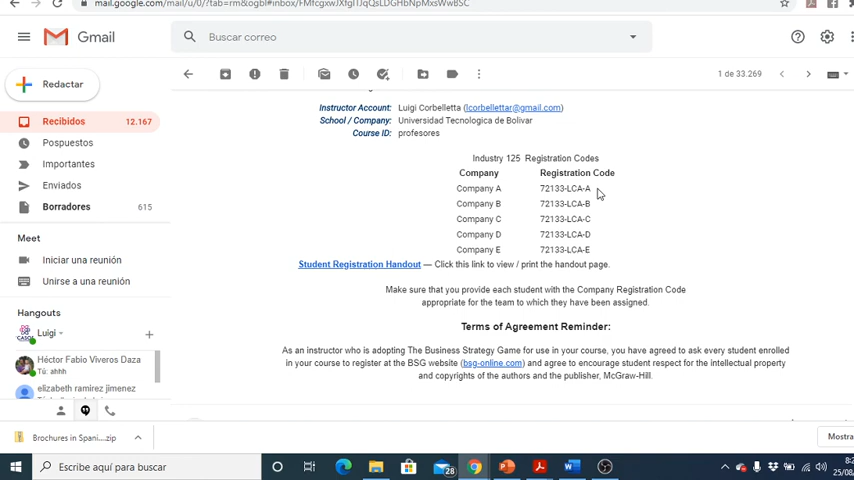 mail.google.com/mail/u/0/?tab=rm&ogbl#inbox/
Gmail
Buscar correo
Redactar
1 de 33.269
Recibidos 12.167
Pospuestos
Importantes
Enviados
Borradores 615
Meet
Iniciar una reunión
Unirse a una reunión
Hangouts
Luigi
Héctor Fabio Viveros Daza
Tú: ahhh
elizabeth ramirez jimenez
Instructor Account: Luigi Corbelletta (lcorbellettar@gmail.com)
School / Company: Universidad Tecnologica de Bolivar
Course ID: profesores
Industry 125 Registration Codes
Company Registration Code
Company A 72133-LCA-A
Company B 72133-LCA-B
Company C 72133-LCA-C
Company D 72133-LCA-D
Company E 72133-LCA-E
Student Registration Handout — Click this link to view / print the handout page.
Make sure that you provide each student with the Company Registration Code
appropriate for the team to which they have been assigned.
Terms of Agreement Reminder:
As an instructor who is adopting The Business Strategy Game for use in your course, you have agreed to ask every student enrolled
in your course to register at the BSG website (bsg-online.com) and agree to encourage student respect for the intellectual property
and copyrights of the authors and the publisher, McGraw-Hill.
Brochures in Spani....zip
Mostra
Escribe aquí para buscar
28
8:2
25/08